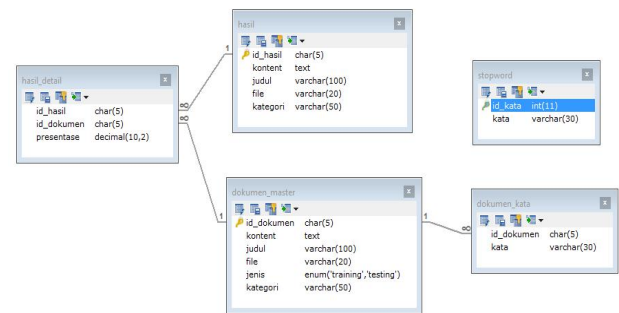 hasil
id_hasil char(5)
kontent text
judul varchar(100)
file varchar(20)
kategori varchar(50)
hasil_detail
id_hasil char(5)
id_dokumen char(5)
presentase decimal(10,2)
stopword
id_kata int(11)
kata varchar(30)
dokumen_master
id_dokumen char(5)
kontent text
judul varchar(100)
file varchar(20)
jenis enum('training','testing')
kategori varchar(50)
dokumen_kata
id_dokumen char(5)
kata varchar(30)
1
∞
∞
1
1
∞